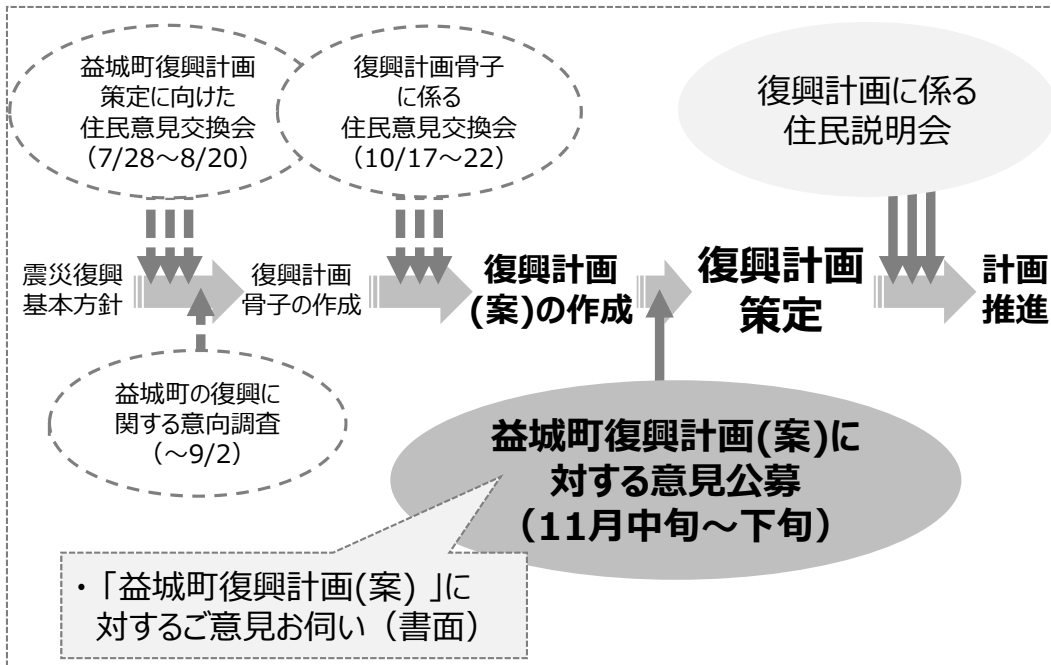 益城町復興計画
策定に向けた
住民意見交換会
（7/28～8/20）
復興計画骨子
に係る
住民意見交換会
（10/17～22）
復興計画に係る
住民説明会
震災復興
基本方針
復興計画
骨子の作成
復興計画
(案)の作成
復興計画
策定
計画
推進
益城町の復興に
関する意向調査
（～9/2）
益城町復興計画(案)に
対する意見公募
（11月中旬～下旬）
・「益城町復興計画(案) 」に
対するご意見お伺い（書面）